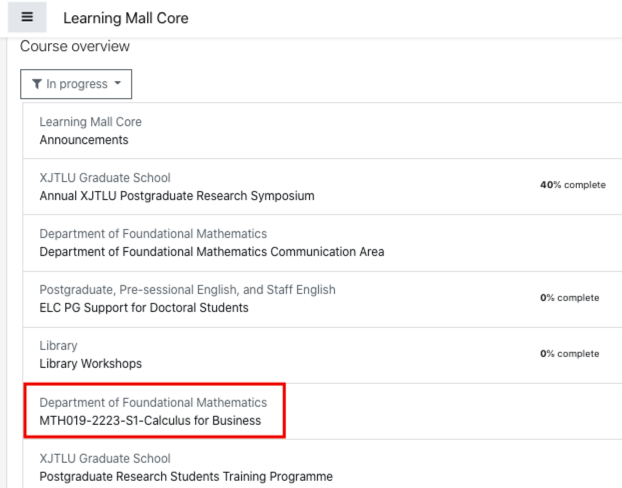 Learning Mall Core
Course overview
In progress
Learning Mall Core
Announcements
XJTLU Graduate School
Annual XJTLU Postgraduate Research Symposium
40% complete
Department of Foundational Mathematics
Department of Foundational Mathematics Communication Area
Postgraduate, Pre-sessional English, and Staff English
ELC PG Support for Doctoral Students
0% complete
Library
Library Workshops
0% complete
Department of Foundational Mathematics
MTH019-2223-S1-Calculus for Business
XJTLU Graduate School
Postgraduate Research Students Training Programme